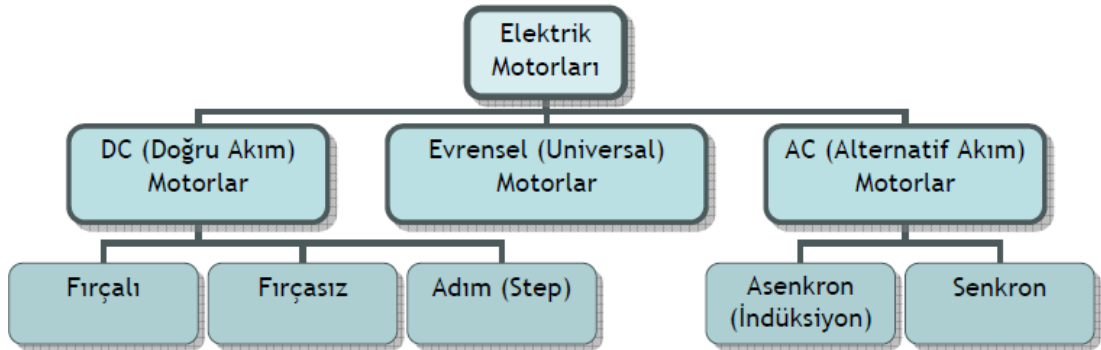 Elektrik
Motorları
DC (Doğru Akım)
Motorlar
Evrensel (Universal)
Motorlar
AC (Alternatif Akım)
Motorlar
Fırçalı
Fırçasız
Adım (Step)
Asenkron
(İndüksiyon)
Senkron